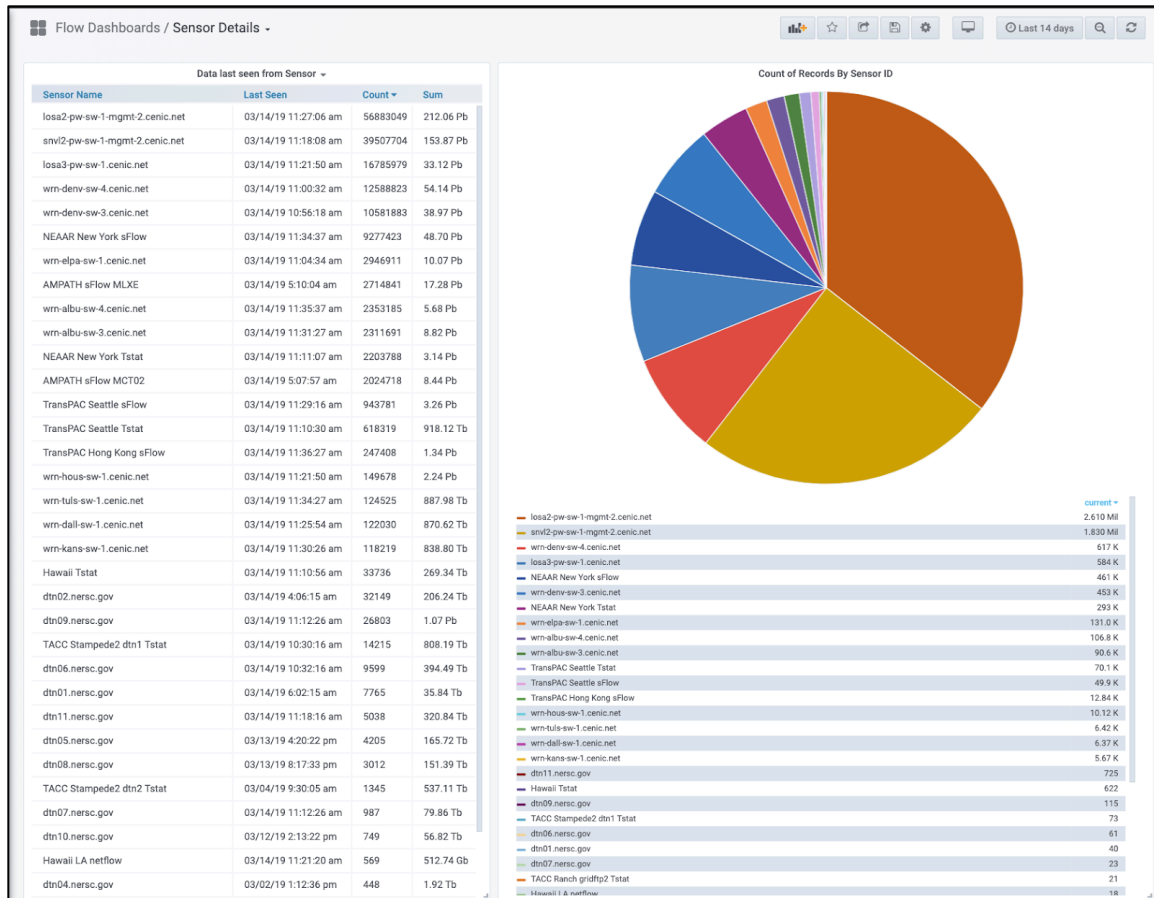 Flow Dashboards / Sensor Details
Last 14 days
Data last seen from Sensor
Sensor Name Last Seen Count Sum
losa2-pw-sw-1-mgmt-2.cenic.net 03/14/19 11:27:06 am 56883049 212.06 Pb
snvl2-pw-sw-1-mgmt-2.cenic.net 03/14/19 11:18:08 am 39507704 153.87 Pb
losa3-pw-sw-1.cenic.net 03/14/19 11:21:50 am 16785979 33.12 Pb
wrn-denv-sw-4.cenic.net 03/14/19 11:00:32 am 12588823 54.14 Pb
wrn-denv-sw-3.cenic.net 03/14/19 10:56:18 am 10581883 38.97 Pb
NEAAR New York sFlow 03/14/19 11:34:37 am 9277423 48.70 Pb
wrn-elpa-sw-1.cenic.net 03/14/19 11:04:34 am 2946911 10.07 Pb
AMPATH sFlow MLXE 03/14/19 5:10:04 am 2714841 17.28 Pb
wrn-albu-sw-4.cenic.net 03/14/19 11:35:37 am 2353185 5.68 Pb
wrn-albu-sw-3.cenic.net 03/14/19 11:31:27 am 2311691 8.82 Pb
NEAAR New York Tstat 03/14/19 11:11:07 am 2203788 3.14 Pb
AMPATH sFlow MCT02 03/14/19 5:07:57 am 2024718 8.44 Pb
TransPAC Seattle sFlow 03/14/19 11:29:16 am 943781 3.26 Pb
TransPAC Seattle Tstat 03/14/19 11:10:30 am 618319 918.12 Tb
TransPAC Hong Kong sFlow 03/14/19 11:36:27 am 247408 1.34 Pb
wrn-hous-sw-1.cenic.net 03/14/19 11:21:50 am 149678 2.24 Pb
wrn-tuls-sw-1.cenic.net 03/14/19 11:34:27 am 124525 887.98 Tb
wrn-dall-sw-1.cenic.net 03/14/19 11:25:54 am 122030 870.62 Tb
wrn-kans-sw-1.cenic.net 03/14/19 11:30:26 am 118219 838.80 Tb
Hawaii Tstat 03/14/19 11:10:56 am 33736 269.34 Tb
dtn02.nersc.gov 03/14/19 4:06:15 am 32149 206.24 Tb
dtn09.nersc.gov 03/14/19 11:12:26 am 26803 1.07 Pb
TACC Stampede2 dtn1 Tstat 03/14/19 10:30:16 am 14215 808.19 Tb
dtn06.nersc.gov 03/14/19 10:32:16 am 9599 394.49 Tb
dtn01.nersc.gov 03/14/19 6:02:15 am 7765 35.84 Tb
dtn11.nersc.gov 03/14/19 11:18:16 am 5038 320.84 Tb
dtn05.nersc.gov 03/13/19 4:20:22 pm 4205 165.72 Tb
dtn08.nersc.gov 03/13/19 8:17:33 pm 3012 151.39 Tb
TACC Stampede2 dtn2 Tstat 03/04/19 9:30:05 am 1345 537.11 Tb
dtn07.nersc.gov 03/14/19 11:12:26 am 987 79.86 Tb
dtn10.nersc.gov 03/12/19 2:13:22 pm 749 56.82 Tb
Hawaii LA netflow 03/14/19 11:21:20 am 569 512.74 Gb
dtn04.nersc.gov 03/02/19 1:12:36 pm 448 1.92 Tb
Count of Records By Sensor ID
current
losa2-pw-sw-1-mgmt-2.cenic.net 2.610 Mil
snvl2-pw-sw-1-mgmt-2.cenic.net 1.830 Mil
wrn-denv-sw-4.cenic.net 617 K
losa3-pw-sw-1.cenic.net 584 K
NEAAR New York sFlow 461 K
wrn-denv-sw-3.cenic.net 453 K
NEAAR New York Tstat 293 K
wrn-elpa-sw-1.cenic.net 131.0 K
wrn-albu-sw-4.cenic.net 106.8 K
wrn-albu-sw-3.cenic.net 90.6 K
TransPAC Seattle Tstat 70.1 K
TransPAC Seattle sFlow 49.9 K
TransPAC Hong Kong sFlow 12.84 K
wrn-hous-sw-1.cenic.net 10.12 K
wrn-tuls-sw-1.cenic.net 6.42 K
wrn-dall-sw-1.cenic.net 6.37 K
wrn-kans-sw-1.cenic.net 5.67 K
dtn11.nersc.gov 725
Hawaii Tstat 622
dtn09.nersc.gov 115
TACC Stampede2 dtn1 Tstat 73
dtn06.nersc.gov 61
dtn01.nersc.gov 40
dtn07.nersc.gov 23
TACC Ranch gridftp2 Tstat 21
Hawaii LA netflow 18